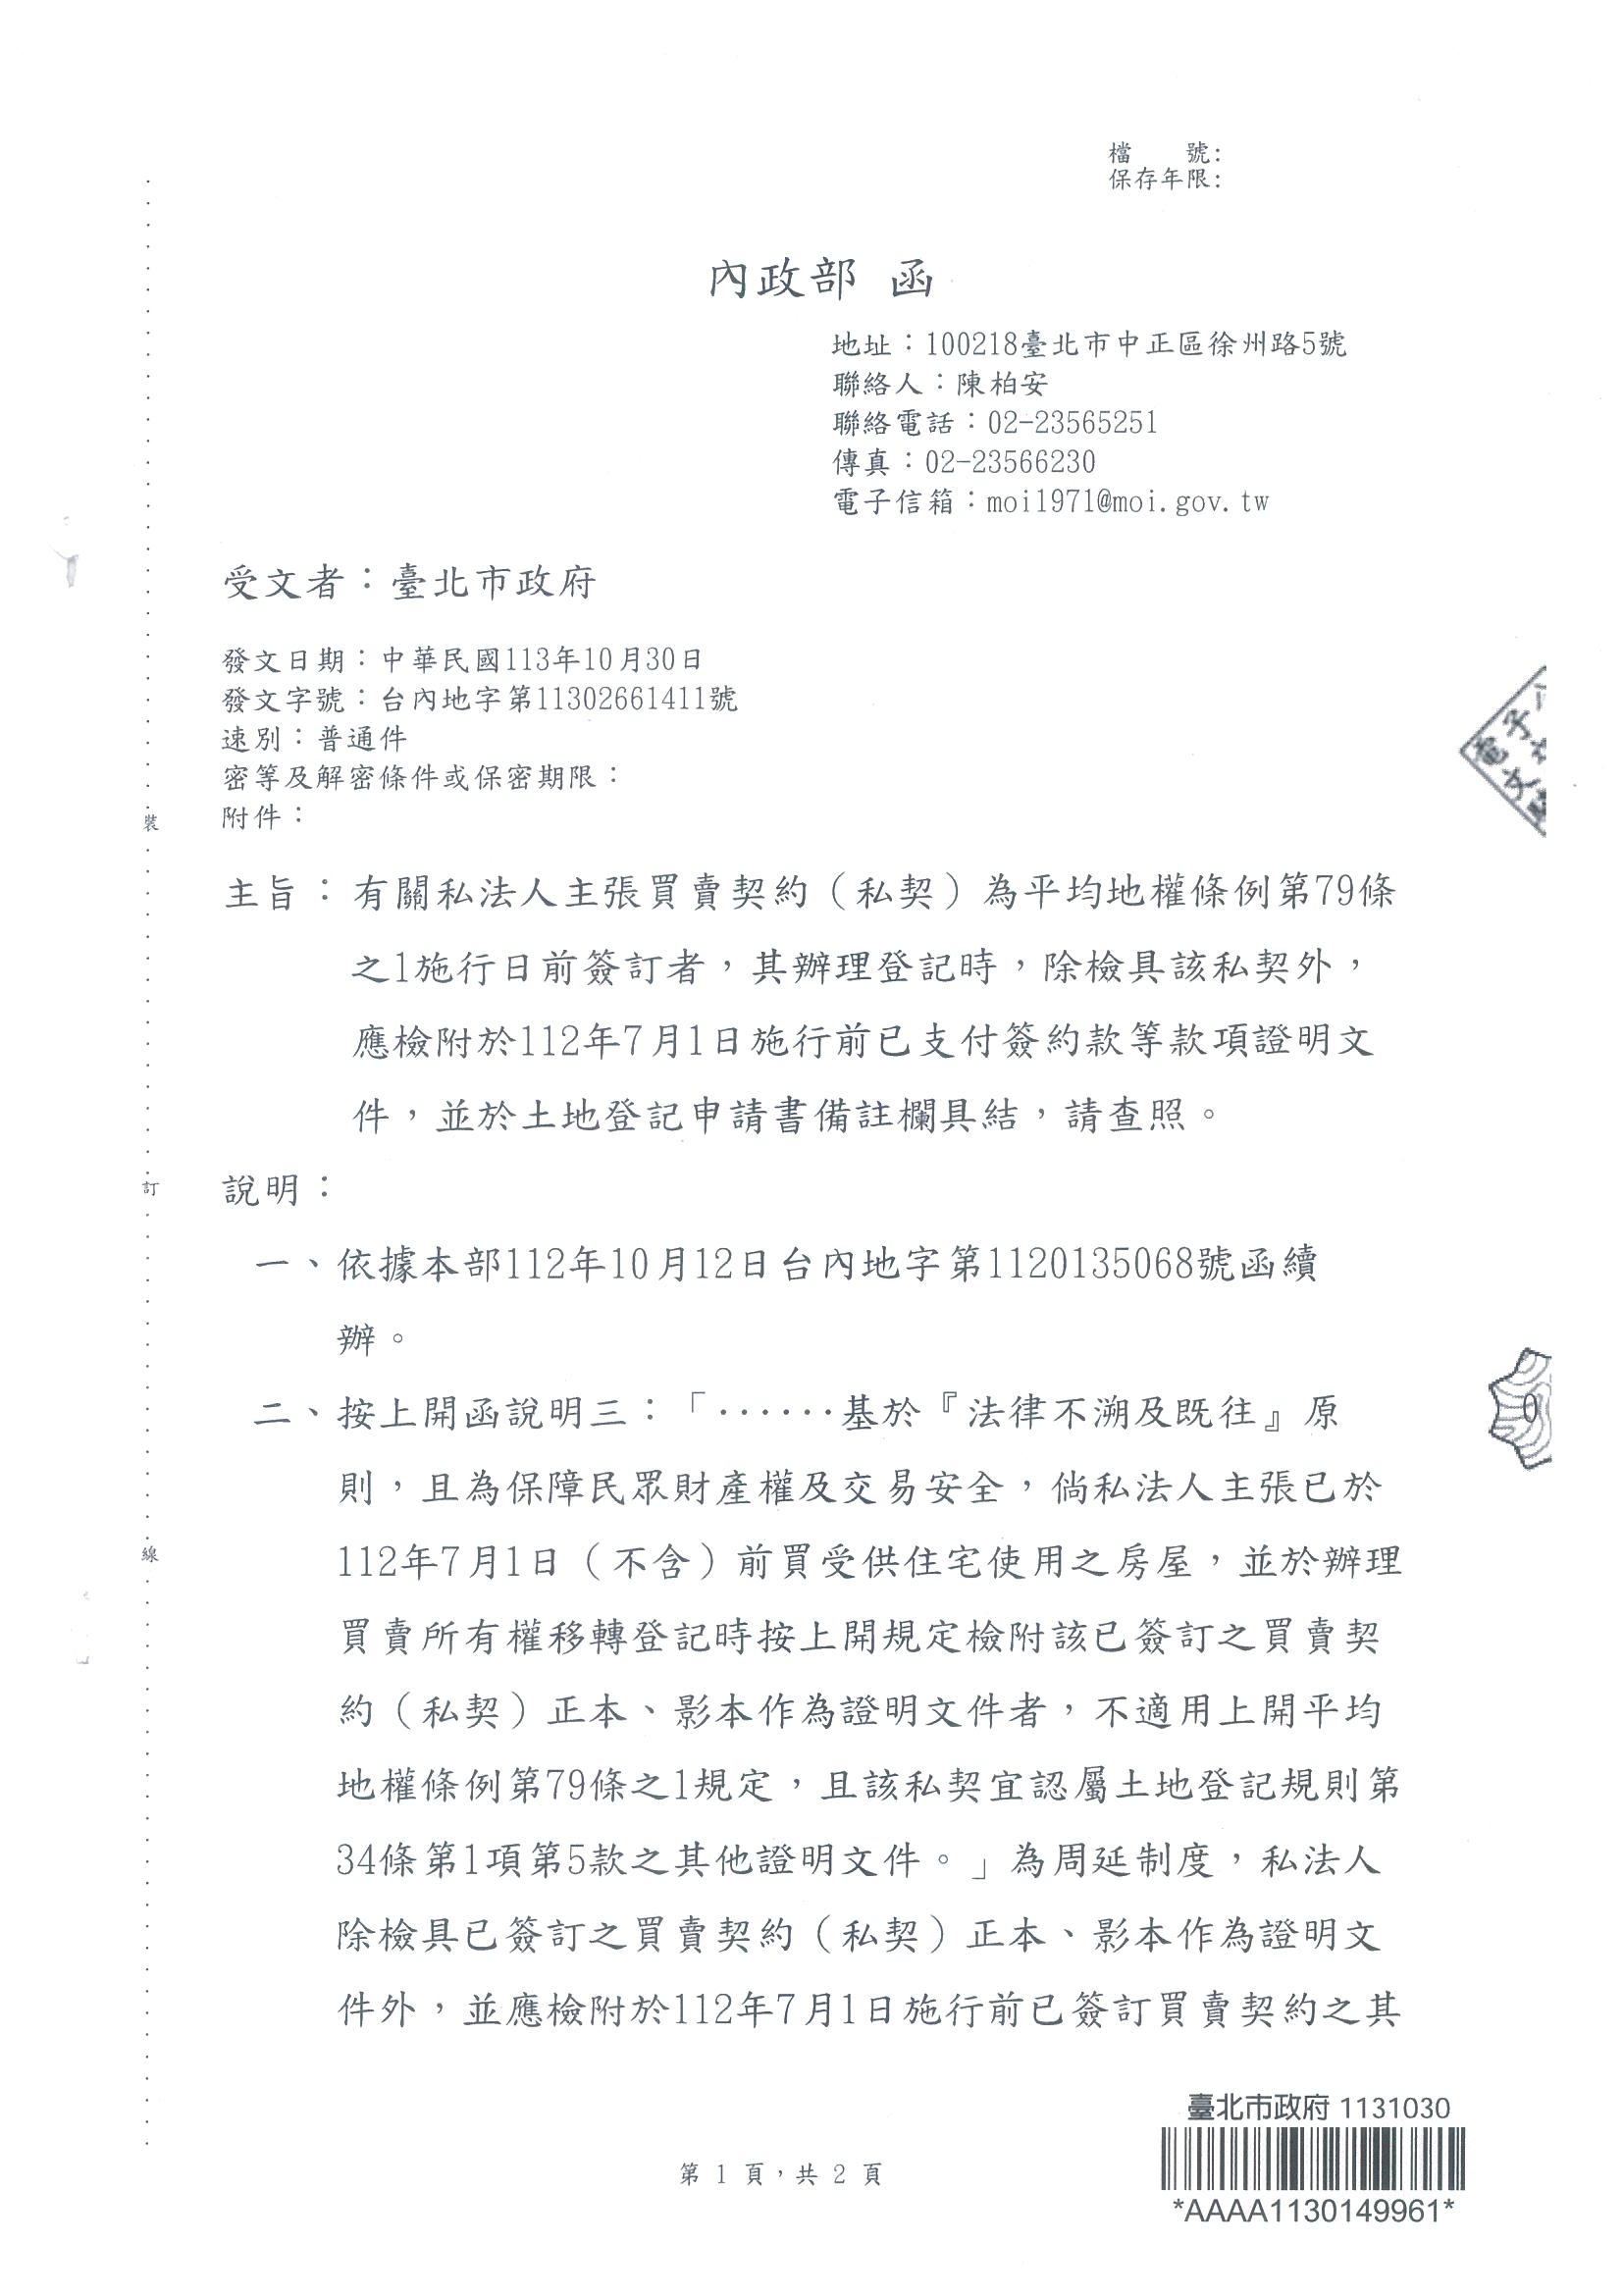 檔　　號:
保存年限:
內政部 函
地址：100218臺北市中正區徐州路5號
聯絡人：陳柏安
聯絡電話：02-23565251
傳真：02-23566230
電子信箱：moi1971@moi.gov.tw
受文者：臺北市政府
發文日期：中華民國113年10月30日
發文字號：台內地字第11302661411號
速別：普通件
密等及解密條件或保密期限：
附件：
主旨：有關私法人主張買賣契約（私契）為平均地權條例第79條
之1施行日前簽訂者，其辦理登記時，除檢具該私契外，
應檢附於112年7月1日施行前已支付簽約款等款項證明文
件，並於土地登記申請書備註欄具結，請查照。
說明：
一、依據本部112年10月12日台內地字第1120135068號函續
辦。
二、按上開函說明三：「······基於『法律不溯及既往』原
則，且為保障民眾財產權及交易安全，倘私法人主張已於
112年7月1日（不含）前買受供住宅使用之房屋，並於辦理
買賣所有權移轉登記時按上開規定檢附該已簽訂之買賣契
約（私契）正本、影本作為證明文件者，不適用上開平均
地權條例第79條之1規定，且該私契宜認屬土地登記規則第
34條第1項第5款之其他證明文件。」為周延制度，私法人
除檢具已簽訂之買賣契約（私契）正本、影本作為證明文
件外，並應檢附於112年7月1日施行前已簽訂買賣契約之其
裝
訂
線
電子
文
0
臺北市政府 1131030
*AAAA1130149961*
第 1 頁，共 2 頁